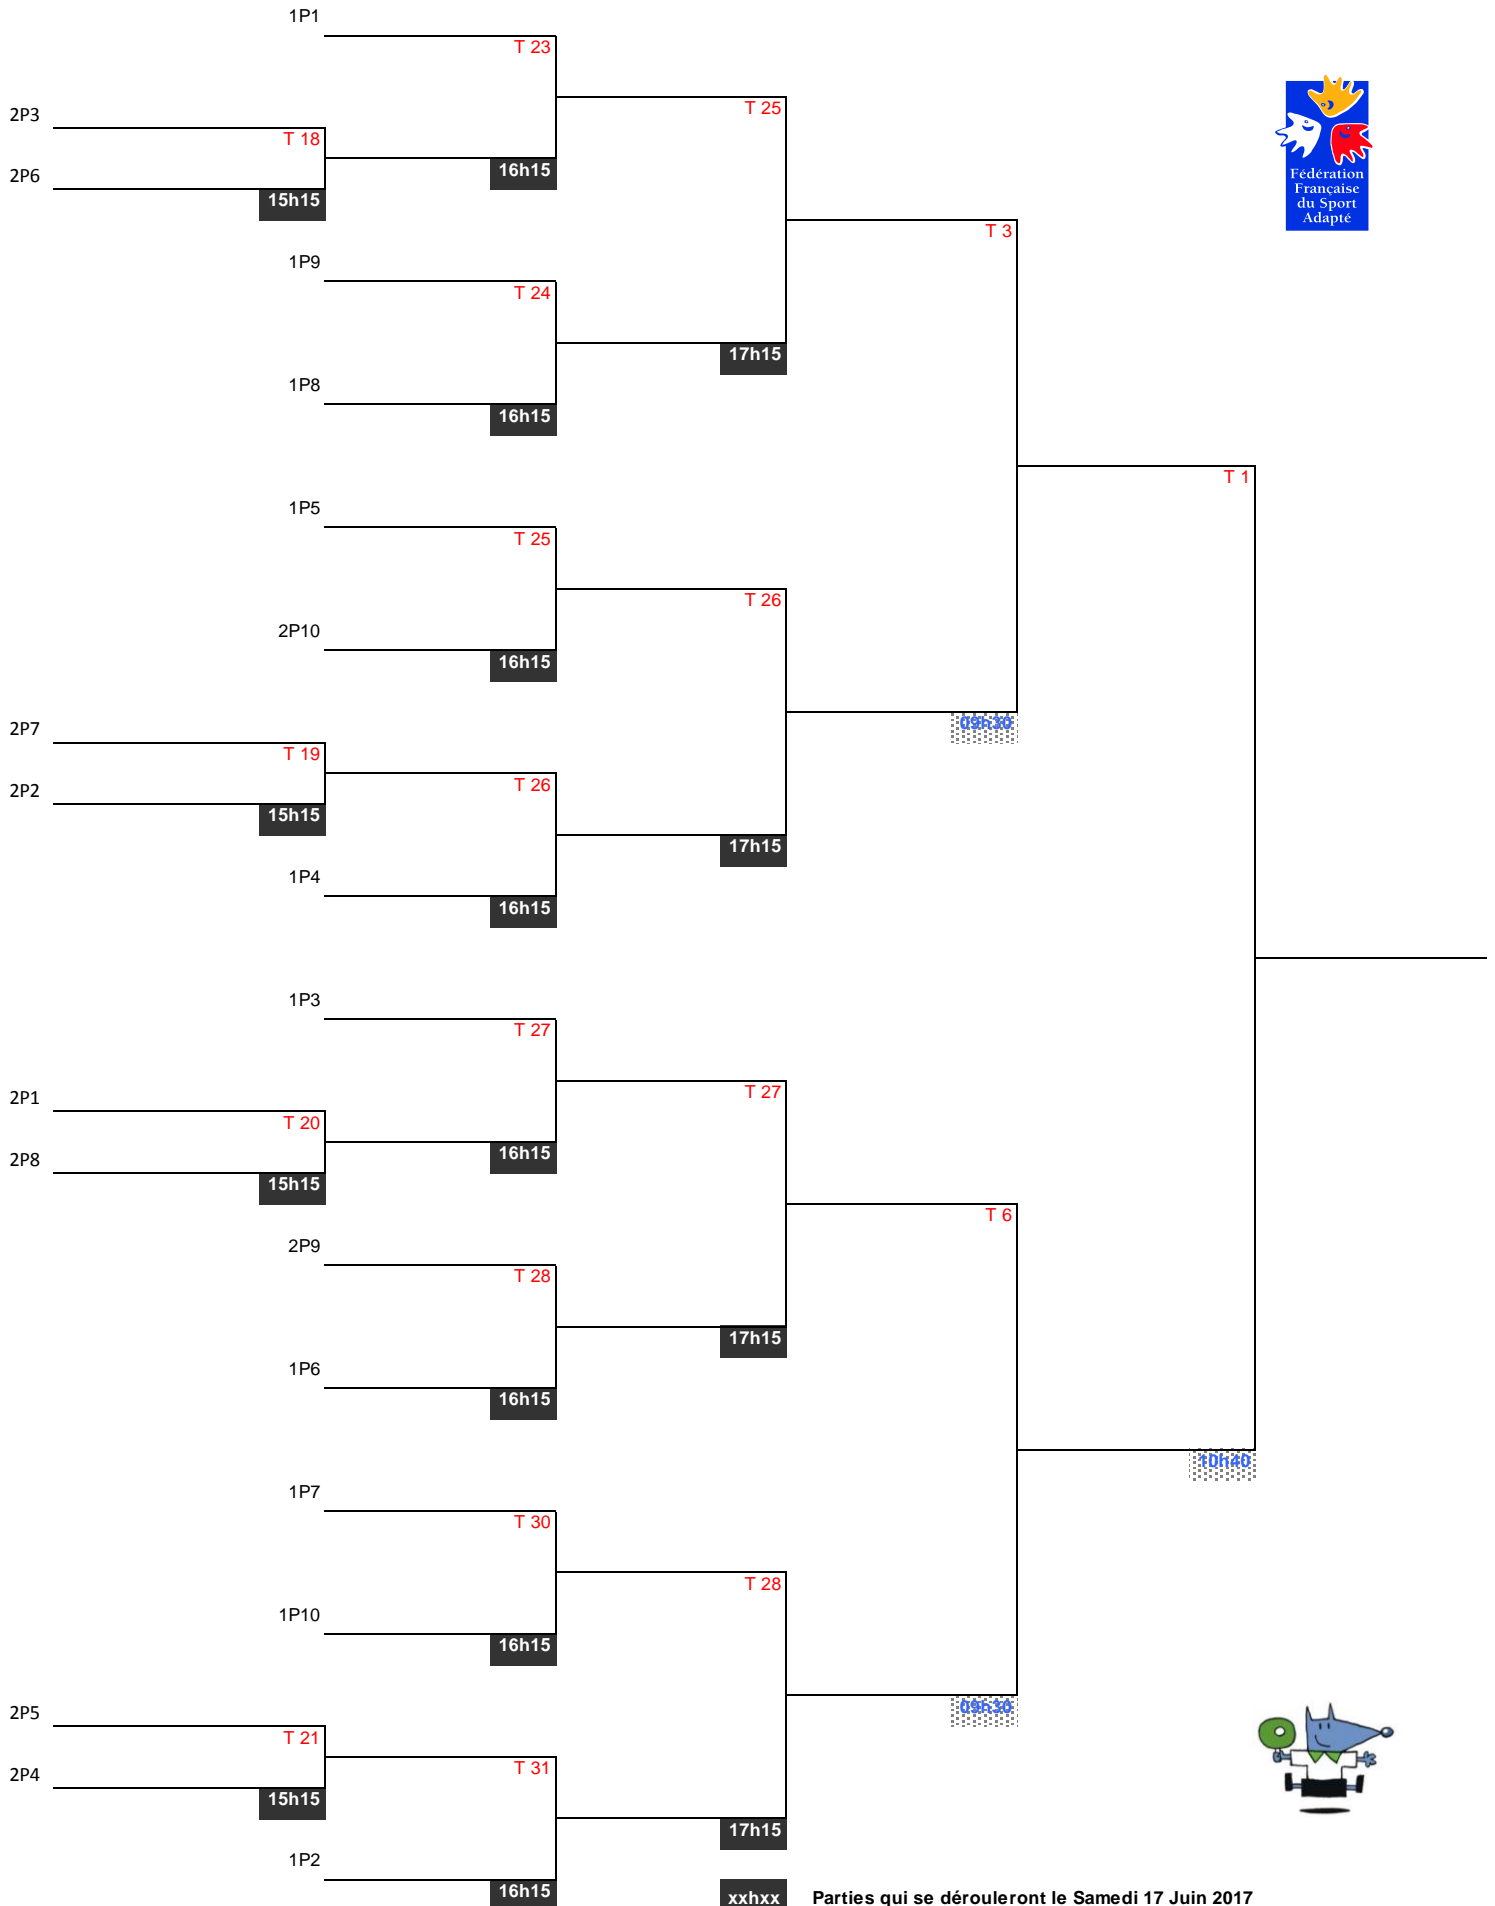 1P1
T 23
2P3
T 25
T 18
2P6
16h15
15h15
Fédération
Française
du Sport
Adapté
T 3
1P9
T 24
17h15
1P8
16h15
T 1
1P5
T 25
T 26
2P10
16h15
2P7
09h30
T 19
2P2
T 26
15h15
17h15
1P4
16h15
1P3
T 27
2P1
T 27
T 20
2P8
16h15
15h15
T 6
2P9
T 28
17h15
1P6
16h15
10h40
1P7
T 30
T 28
1P10
16h15
2P5
09h30
T 21
2P4
T 31
15h15
17h15
1P2
16h15
xxhxx Parties qui se dérouleront le Samedi 17 Juin 2017